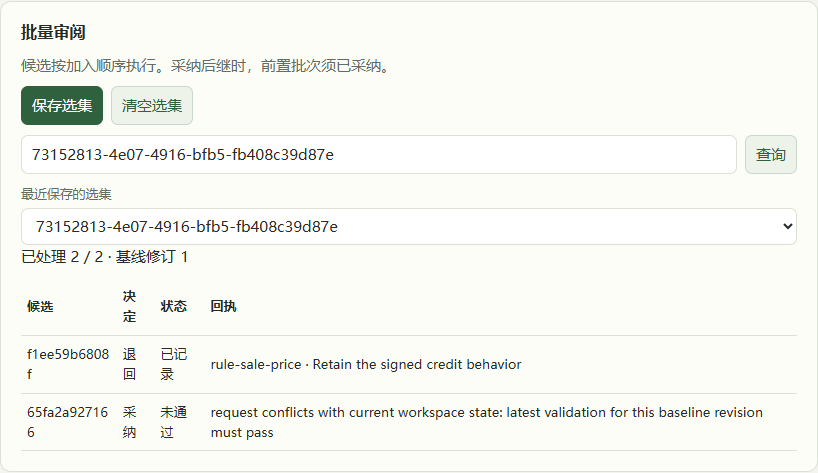 批量审阅
候选按加入顺序执行。采纳后继时，前置批次须已采纳。
保存选集 清空选集
73152813-4e07-4916-bfb5-fb408c39d87e 查询
最近保存的选集
73152813-4e07-4916-bfb5-fb408c39d87e
已处理 2 / 2 · 基线修订 1
候选 决定 状态 回执
f1ee59b6808f 退回 已记录 rule-sale-price · Retain the signed credit behavior
65fa2a927166 采纳 未通过 request conflicts with current workspace state: latest validation for this baseline revision
must pass